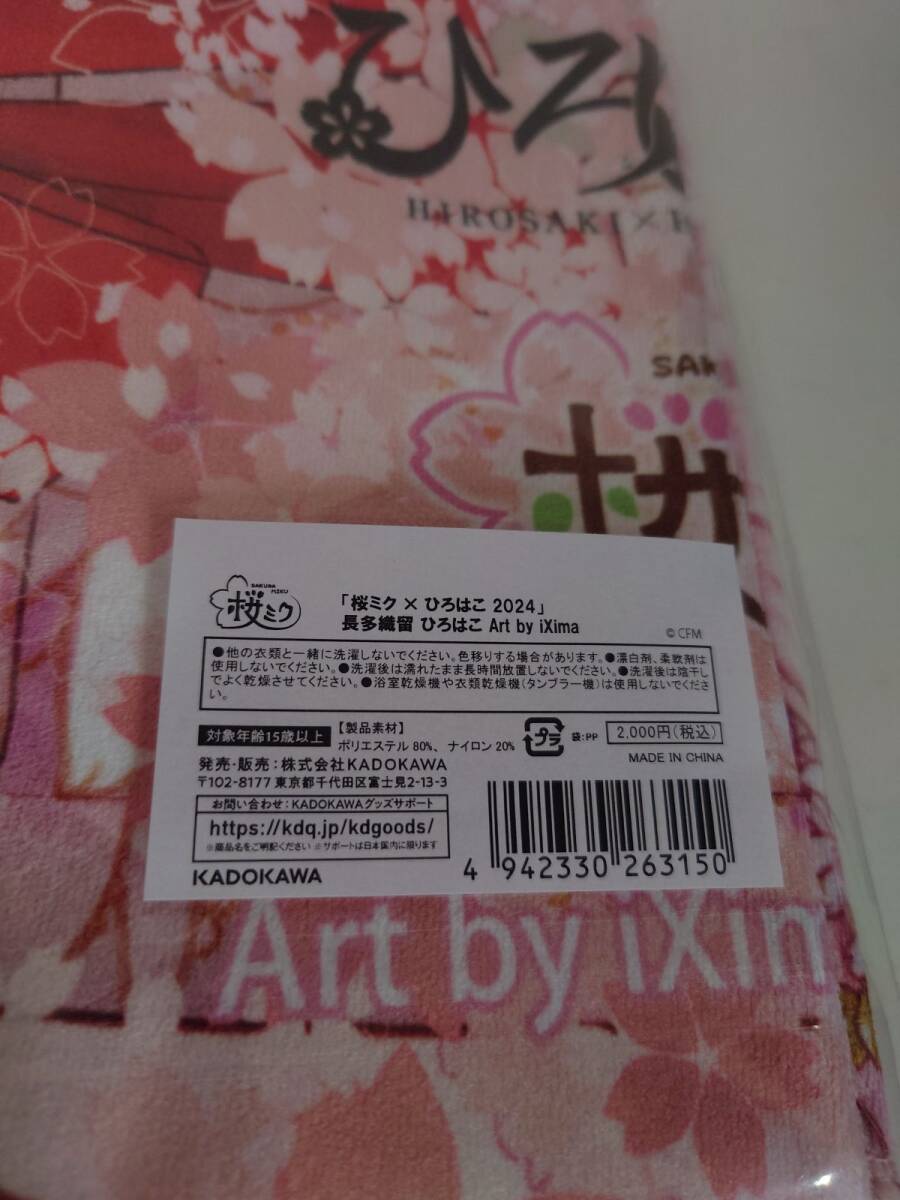 ひろ
HIROSAKI×
SAK
桜
SAKURA MIKU
桜ミク
「桜ミク × ひろはこ 2024」
長多織留 ひろはこ Art by iXima
© CFM
●他の衣類と一緒に洗濯しないでください。色移りする場合があります。●漂白剤、柔軟剤は
使用しないでください。●洗濯後は濡れたまま長時間放置しないでください。●洗濯後は陰干し
でよく乾燥させてください。●浴室乾燥機や衣類乾燥機(タンブラー機)は使用しないでくださ
い。
対象年齢15歳以上
【製品素材】
ポリエステル 80%、 ナイロン 20%
プラ
袋:PP
2,000円(税込)
発売・販売：株式会社KADOKAWA
MADE IN CHINA
〒102-8177 東京都千代田区富士見2-13-3
お問い合わせ：KADOKAWAグッズサポート
https://kdq.jp/kdgoods/
※商品名をご明記ください ※サポートは日本国内に限ります
KADOKAWA
4 942330 263150
Art by iXim